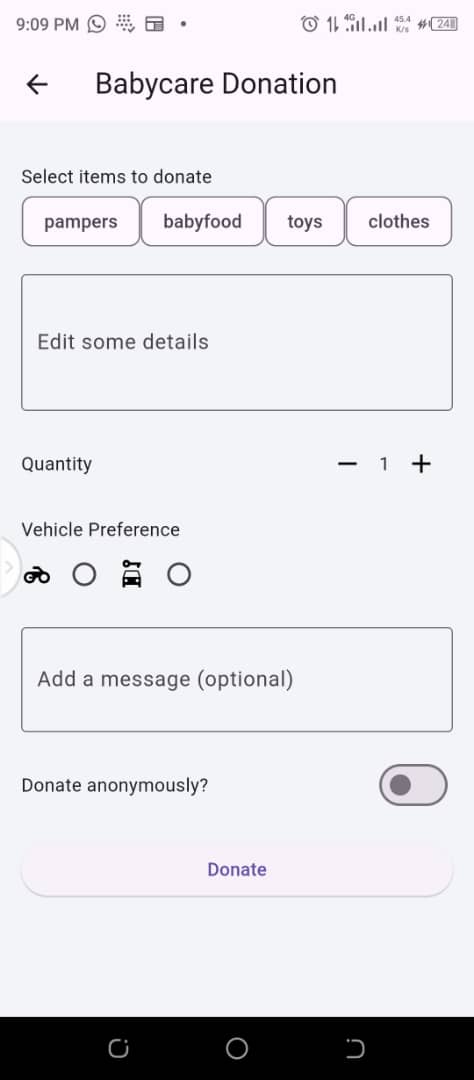 9:09 PM 4G 45.4 K/s 24
Babycare Donation
Select items to donate
pampers babyfood toys clothes
Edit some details
Quantity 1
Vehicle Preference
Add a message (optional)
Donate anonymously?
Donate